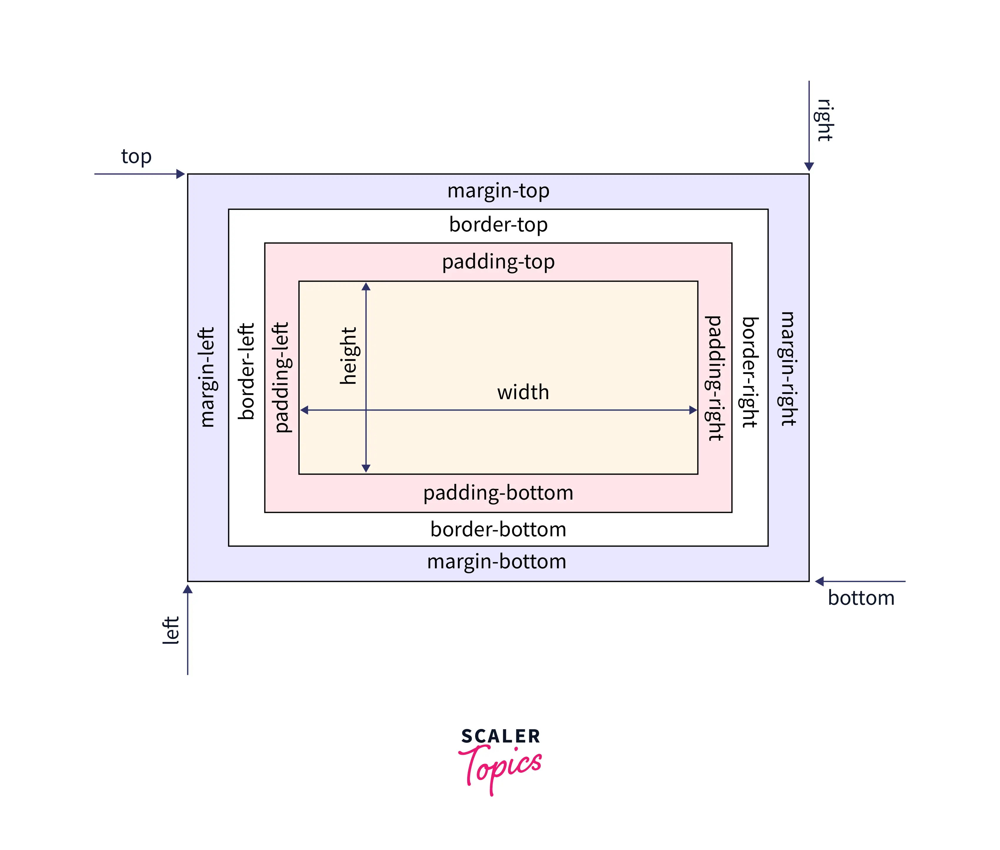 right
top
margin-top
border-top
padding-top
margin-left
border-left
padding-left
height
width
padding-right
border-right
margin-right
padding-bottom
border-bottom
margin-bottom
bottom
left
SCALER
Topics